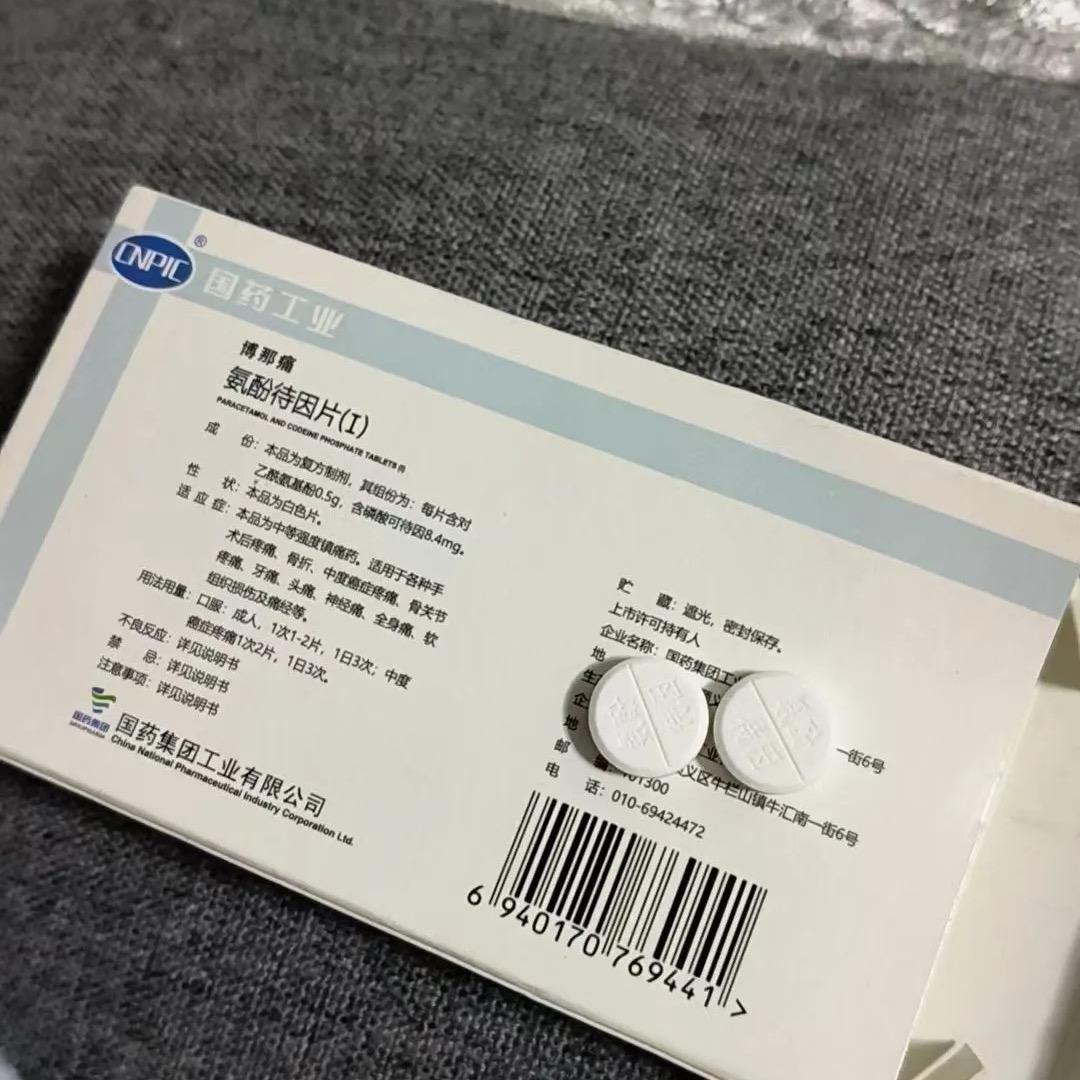 CNPIC®
国药工业
博那痛
氨酚待因片(I)
PARACETAMOL AND CODEINE PHOSPHATE TABLETS (I)
成 份：本品为复方制剂，其组份为：每片含对
乙酰氨基酚0.5g，含磷酸可待因8.4mg。
性 状：本品为白色片。
适 应 症：本品为中等强度镇痛药。适用于各种手
术后疼痛、骨折、中度癌症疼痛、骨关节
疼痛、牙痛、头痛、神经痛、全身痛、软
组织损伤及痛经等。
用法用量：口服：成人，1次1-2片，1日3次；中度
癌症疼痛1次2片，1日3次。
不良反应：详见说明书
禁 忌：详见说明书
注意事项：详见说明书
国药集团
SINOPHARM
国药集团工业有限公司
China National Pharmaceutical Industry Corporation Ltd.
贮 藏：遮光，密封保存。
上市许可持有人
企业名称：国药集团工
地
一街6号
生
企
地
义区牛栏山镇牛汇南一街6号
邮 101300
电 话：010-69424472
6 940170 769441 >